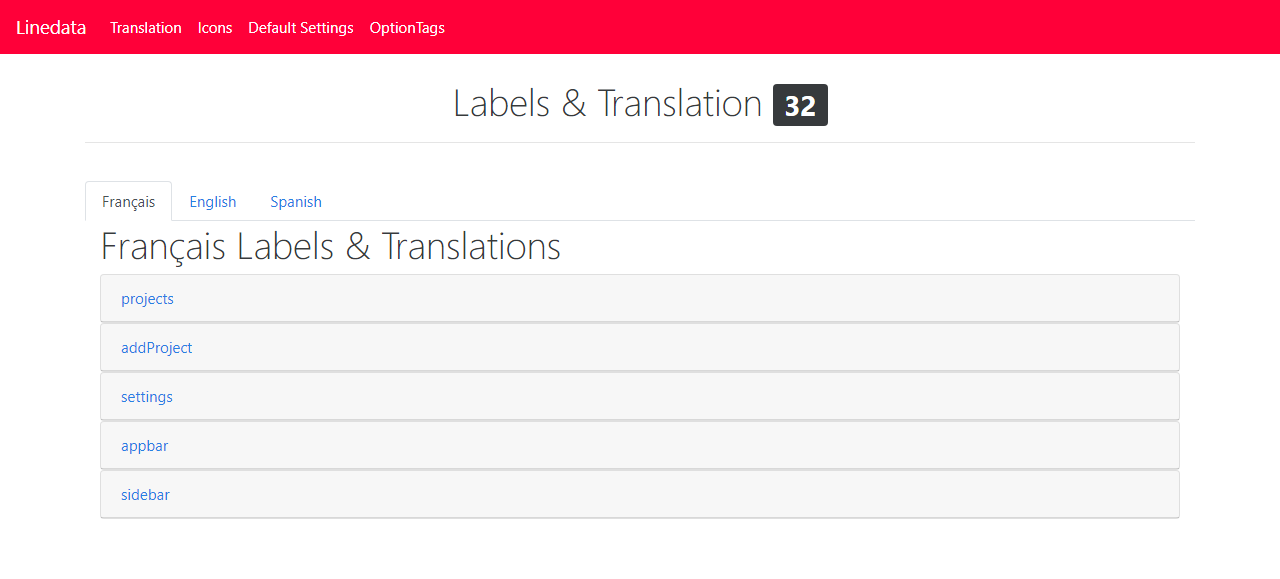 Linedata Translation Icons Default Settings OptionTags
Labels & Translation 32
Français English Spanish
Français Labels & Translations
projects
addProject
settings
appbar
sidebar